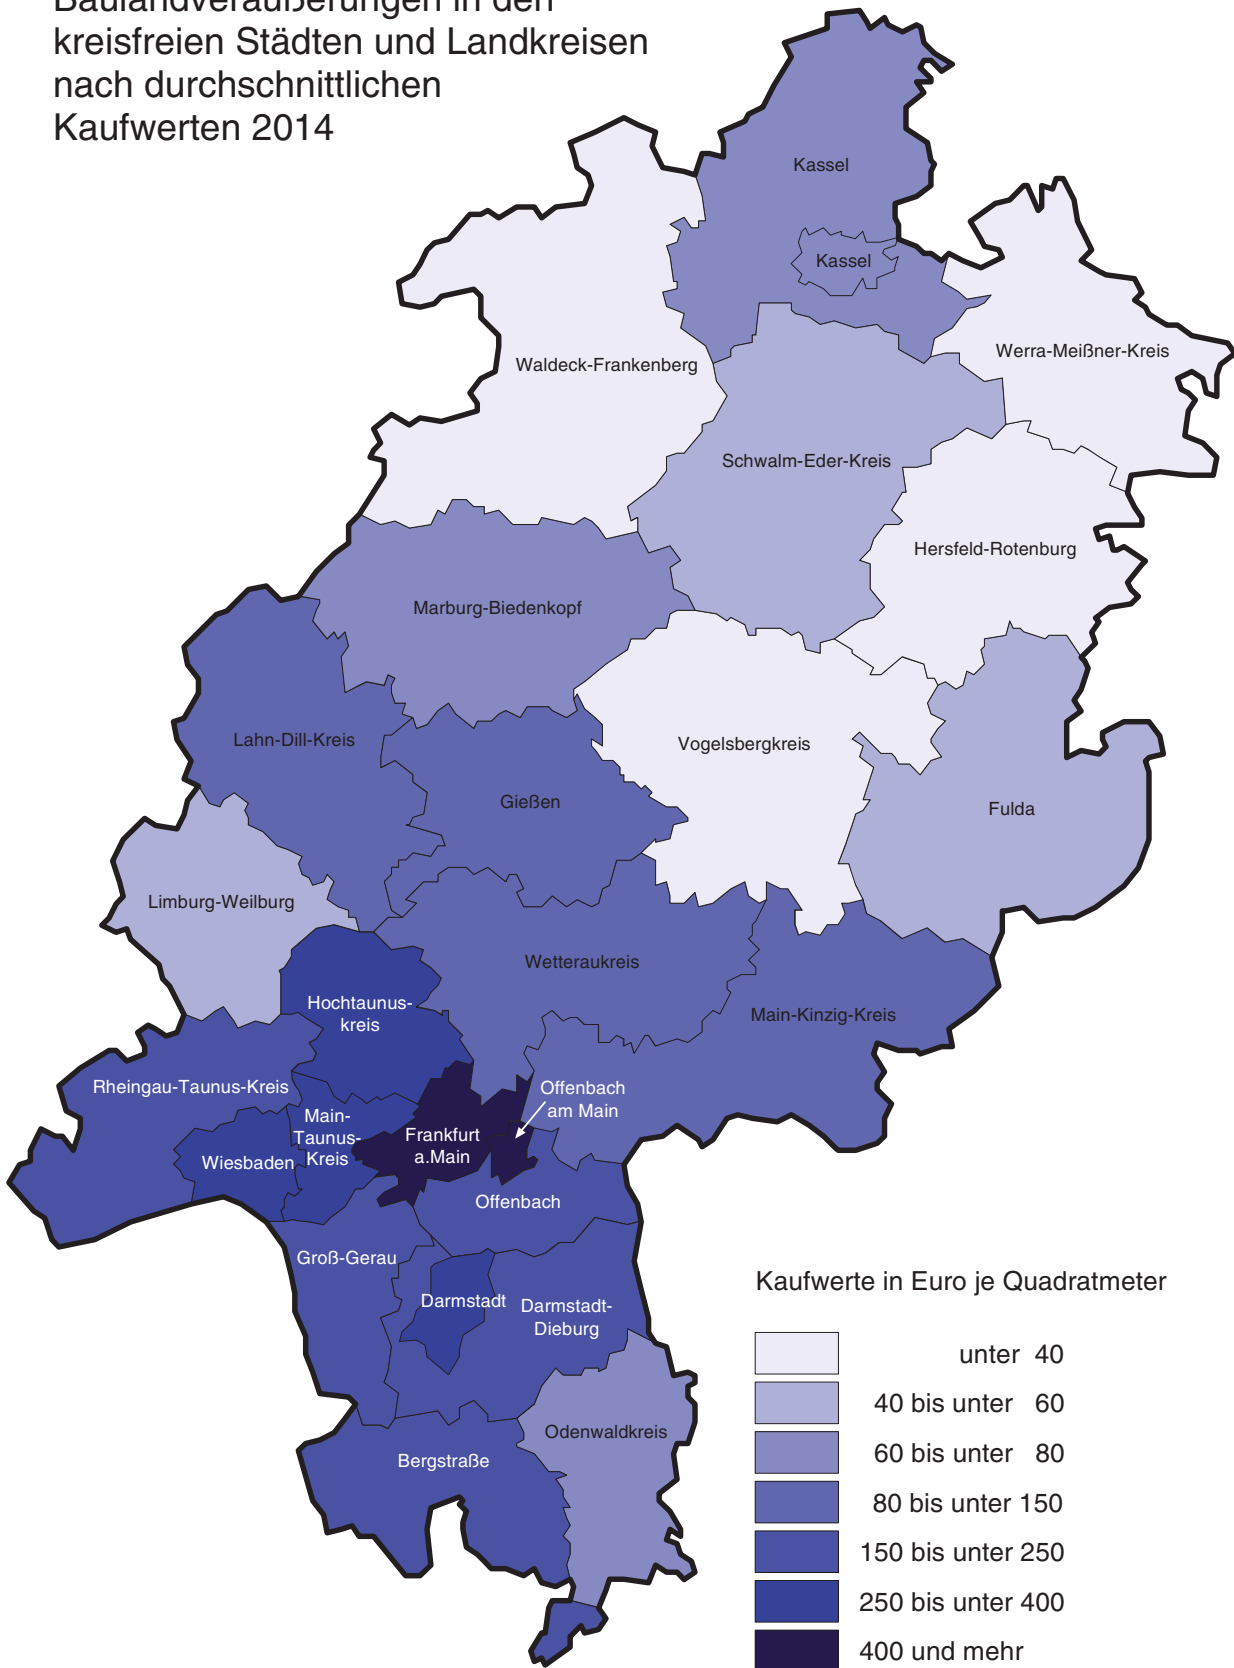 Baulandveräußerungen in den
kreisfreien Städten und Landkreisen
nach durchschnittlichen
Kaufwerten 2014
Kassel
Kassel
Werra-Meißner-Kreis
Waldeck-Frankenberg
Schwalm-Eder-Kreis
Hersfeld-Rotenburg
Marburg-Biedenkopf
Lahn-Dill-Kreis
Vogelsbergkreis
Gießen
Fulda
Limburg-Weilburg
Wetteraukreis
Hochtaunus-
kreis
Main-Kinzig-Kreis
Rheingau-Taunus-Kreis
Offenbach
am Main
Main-
Taunus-
Kreis
Frankfurt
a.Main
Wiesbaden
Offenbach
Groß-Gerau
Darmstadt
Darmstadt-
Dieburg
Odenwaldkreis
Bergstraße
Kaufwerte in Euro je Quadratmeter
unter 40
40 bis unter 60
60 bis unter 80
80 bis unter 150
150 bis unter 250
250 bis unter 400
400 und mehr